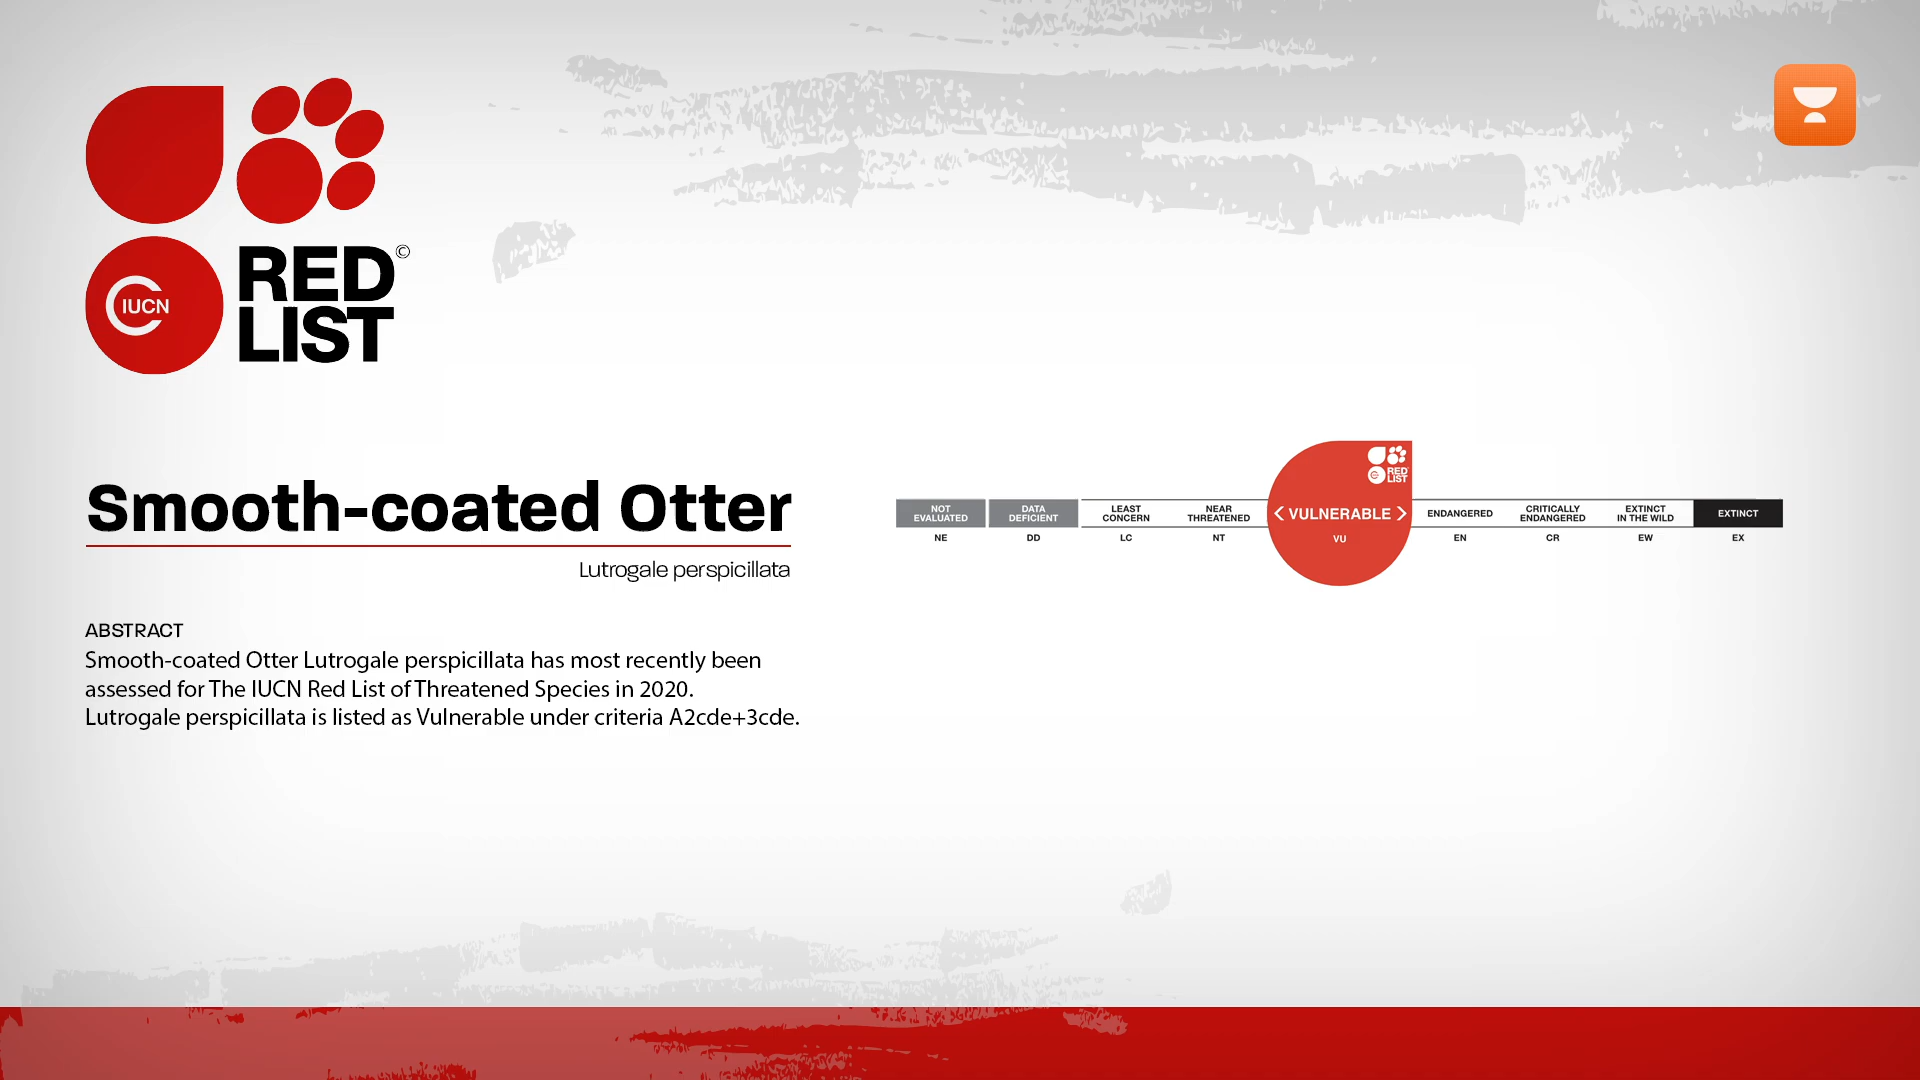 IUCN
RED©
LIST
Smooth-coated Otter
Lutrogale perspicillata
ABSTRACT
Smooth-coated Otter Lutrogale perspicillata has most recently been
assessed for The IUCN Red List of Threatened Species in 2020.
Lutrogale perspicillata is listed as Vulnerable under criteria A2cde+3cde.
RED
LIST
NOT
EVALUATED
NE
DATA
DEFICIENT
DD
LEAST
CONCERN
LC
NEAR
THREATENED
NT
< VULNERABLE >
VU
ENDANGERED
EN
CRITICALLY
ENDANGERED
CR
EXTINCT
IN THE WILD
EW
EXTINCT
EX